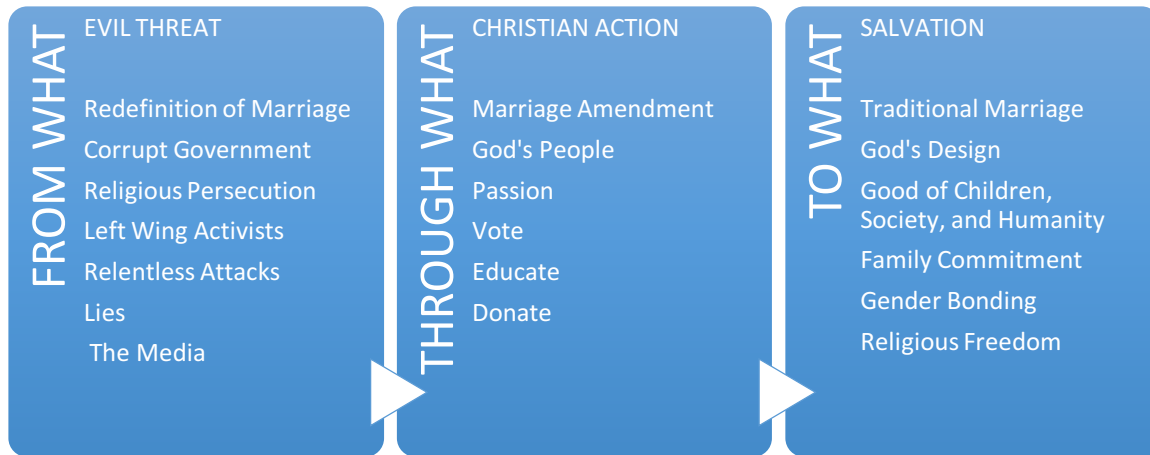 FROM WHAT
EVIL THREAT
Redefinition of Marriage
Corrupt Government
Religious Persecution
Left Wing Activists
Relentless Attacks
Lies
The Media
THROUGH WHAT
CHRISTIAN ACTION
Marriage Amendment
God's People
Passion
Vote
Educate
Donate
TO WHAT
SALVATION
Traditional Marriage
God's Design
Good of Children,
Society, and Humanity
Family Commitment
Gender Bonding
Religious Freedom